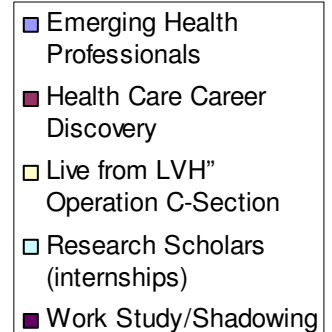 Emerging Health
Professionals
Health Care Career
Discovery
Live from LVH”
Operation C-Section
Research Scholars
(internships)
Work Study/Shadowing